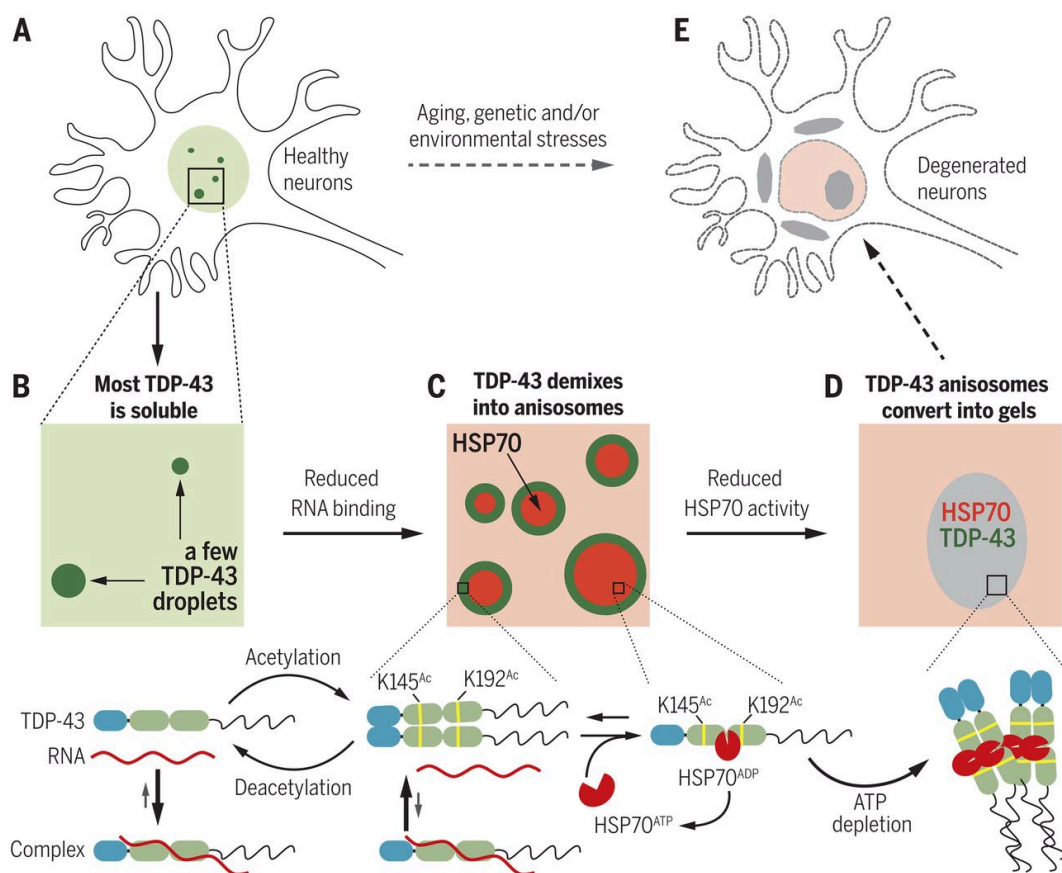 A
Healthy
neurons
Aging, genetic and/or
environmental stresses
E
Degenerated
neurons
B
Most TDP-43
is soluble
a few
TDP-43
droplets
Reduced
RNA binding
C
TDP-43 demixes
into anisosomes
HSP70
Reduced
HSP70 activity
D
TDP-43 anisosomes
convert into gels
HSP70
TDP-43
TDP-43
RNA
Complex
Acetylation
Deacetylation
K145ᴬᶜ
K192ᴬᶜ
K145ᴬᶜ
K192ᴬᶜ
HSP70ᴬᴰᴾ
HSP70ᴬᵀᴾ
ATP
depletion